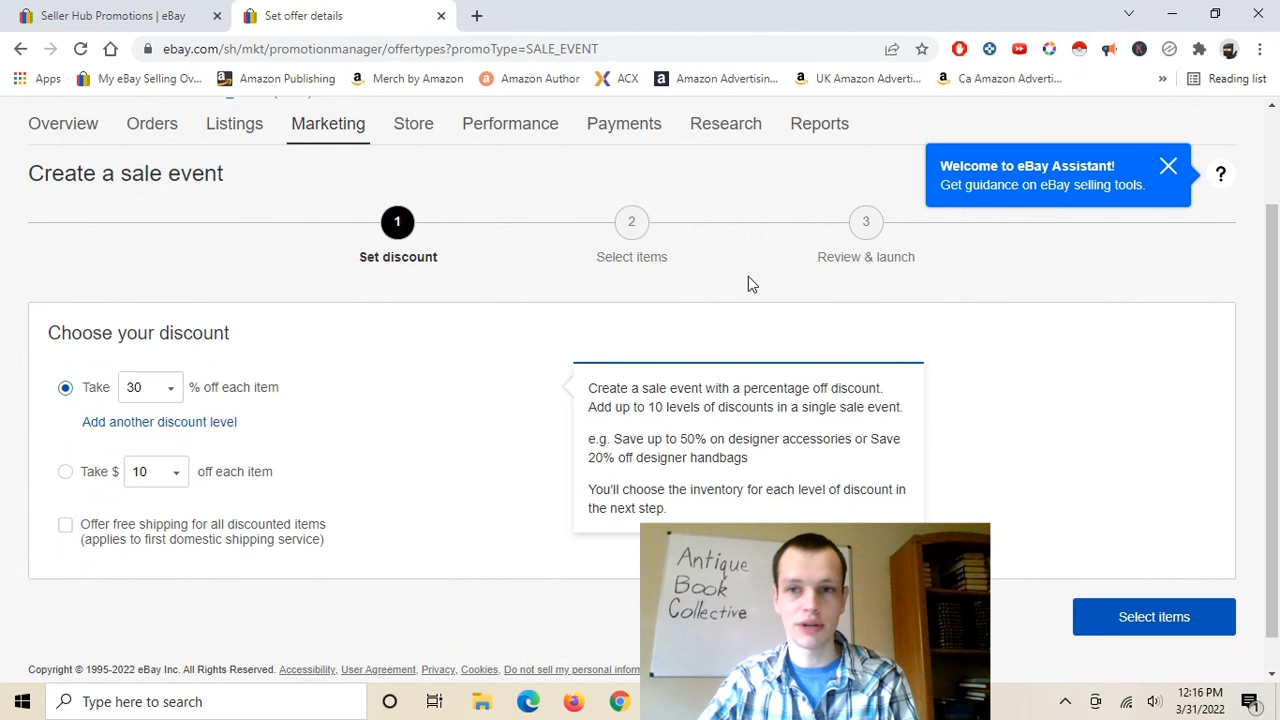 Seller Hub Promotions | eBay
Set offer details
ebay.com/sh/mkt/promotionmanager/offertypes?promoType=SALE_EVENT
Apps
My eBay Selling Ov...
Amazon Publishing
Merch by Amazon
Amazon Author
ACX
Amazon Advertisin...
UK Amazon Adverti...
Ca Amazon Adverti...
»
Reading list
Overview
Orders
Listings
Marketing
Store
Performance
Payments
Research
Reports
Create a sale event
Welcome to eBay Assistant!
Get guidance on eBay selling tools.
?
1
2
3
Set discount
Select items
Review & launch
Choose your discount
Take 30 % off each item
Add another discount level
Take $ 10 off each item
Offer free shipping for all discounted items
(applies to first domestic shipping service)
Create a sale event with a percentage off discount.
Add up to 10 levels of discounts in a single sale event.
e.g. Save up to 50% on designer accessories or Save
20% off designer handbags
You'll choose the inventory for each level of discount in
the next step.
Antique
Book
Collective
Select items
Copyright © 1995-2022 eBay Inc. All Rights Reserved. Accessibility, User Agreement, Privacy, Cookies, Do not sell my personal inform
Type here to search
12:16 PM
3/31/2022
1